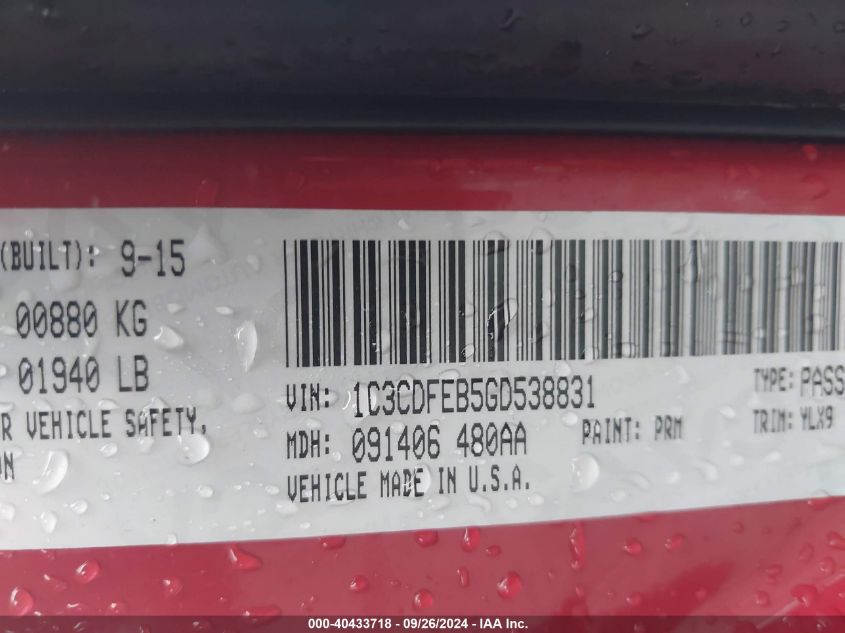 (BUILT): 9-15
00880 KG
01940 LB
R VEHICLE SAFETY,
ON
VIN: 1C3CDFEB5GD538831
TYPE: PASS
MDH: 091406 480AA
PAINT: PRM
TRIM: YLX9
VEHICLE MADE IN U.S.A.
000-40433718 - 09/26/2024 - IAA Inc.